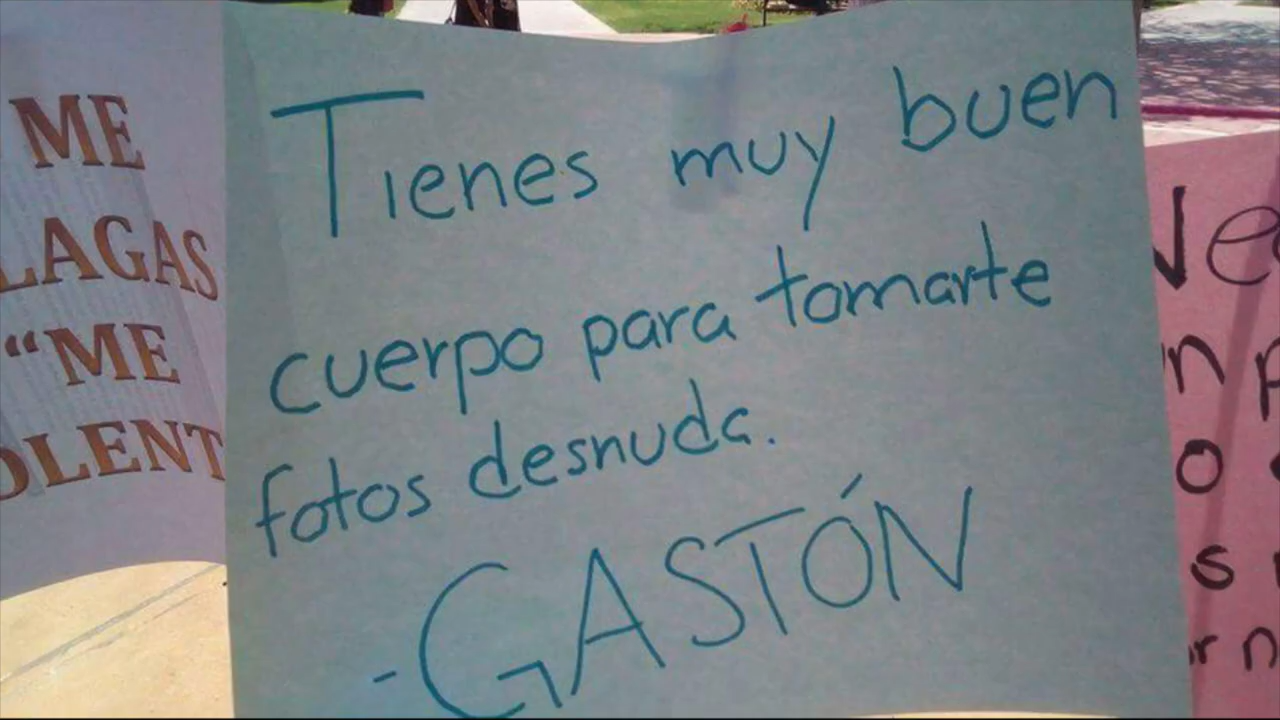 ME
LAGAS
“ME
OLENT
Tienes muy buen
cuerpo para tomarte
fotos desnuda.
-GASTÓN